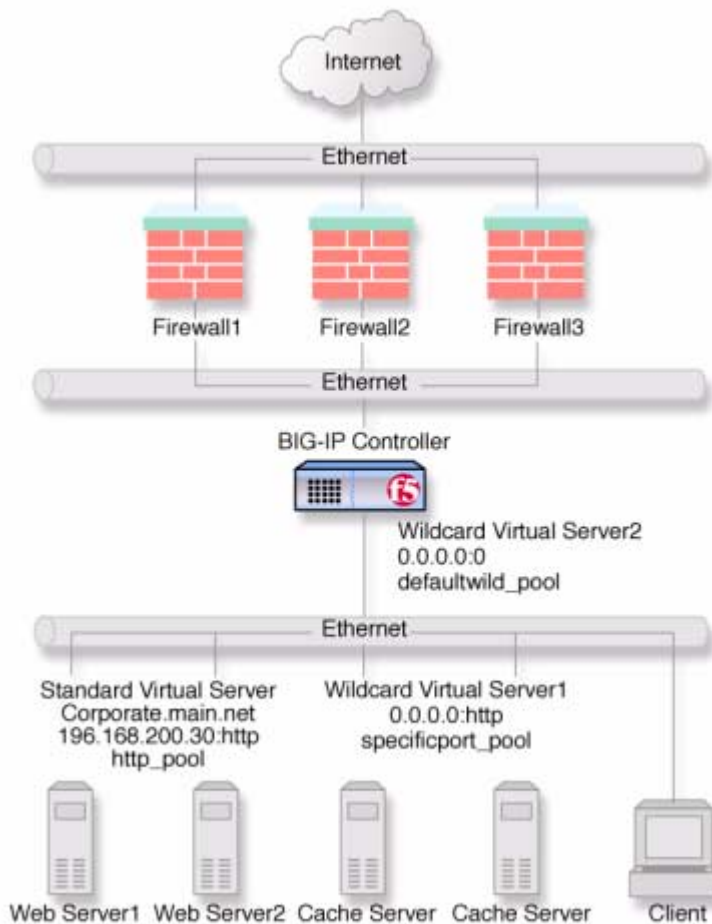 Internet
Ethernet
Firewall1 Firewall2 Firewall3
Ethernet
BIG-IP Controller
f5
Wildcard Virtual Server2
0.0.0.0:0
defaultwild_pool
Ethernet
Standard Virtual Server
Corporate.main.net
196.168.200.30:http
http_pool
Wildcard Virtual Server1
0.0.0.0:http
specificport_pool
Web Server1 Web Server2 Cache Server Cache Server Client